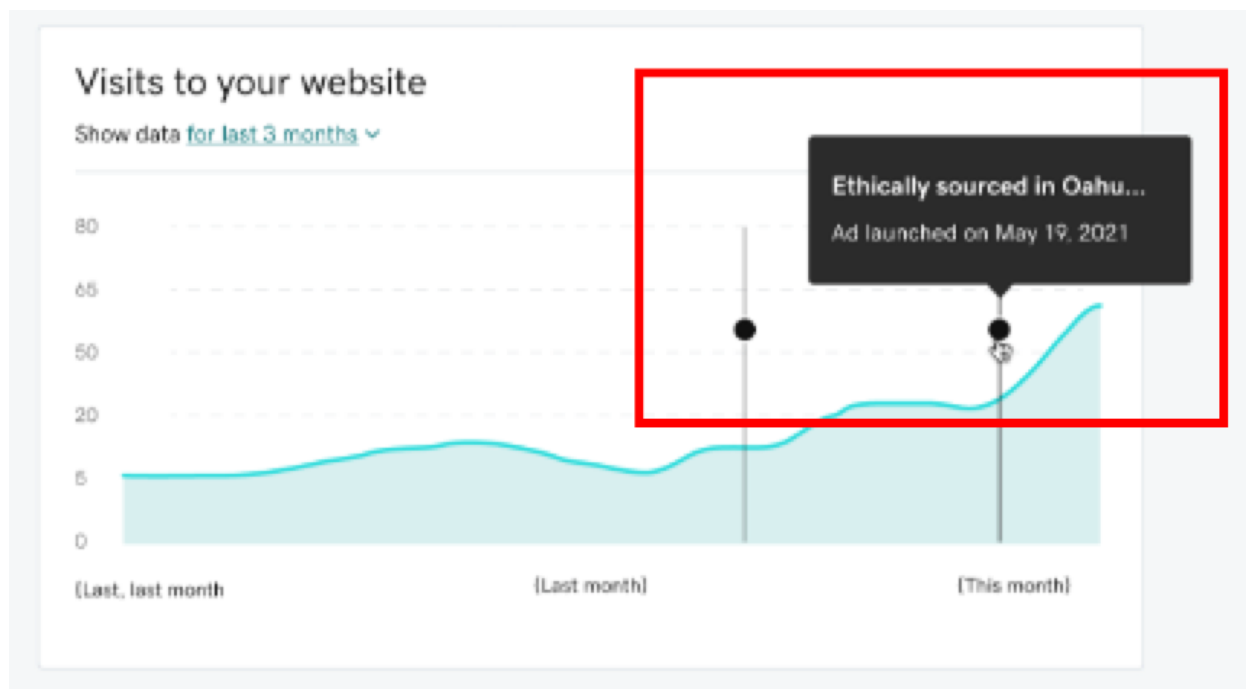 Visits to your website
Show data for last 3 months
Ethically sourced in Oahu...
Ad launched on May 19, 2021
80
65
50
20
5
0
{Last, last month
{Last month}
{This month}